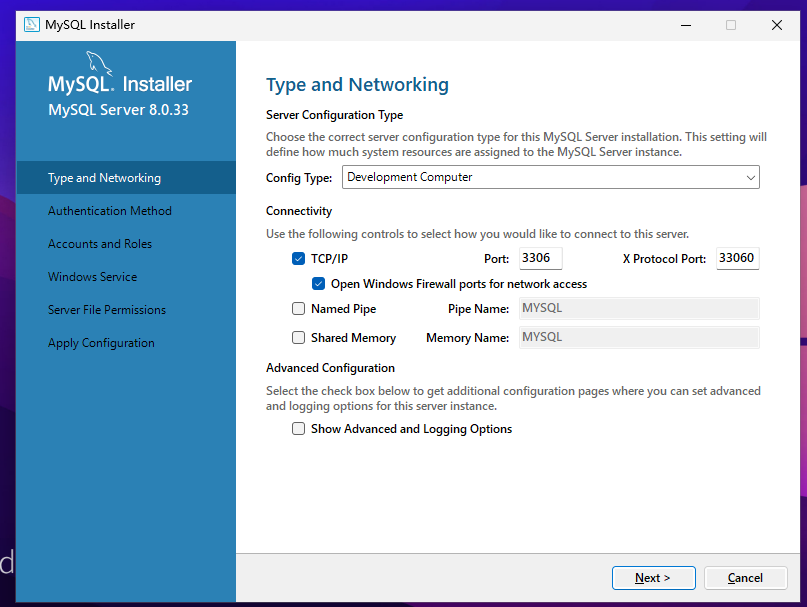 MySQL Installer
MySQL. Installer
MySQL Server 8.0.33
Type and Networking
Authentication Method
Accounts and Roles
Windows Service
Server File Permissions
Apply Configuration
Type and Networking
Server Configuration Type
Choose the correct server configuration type for this MySQL Server installation. This setting will
define how much system resources are assigned to the MySQL Server instance.
Config Type: Development Computer
Connectivity
Use the following controls to select how you would like to connect to this server.
TCP/IP Port: 3306 X Protocol Port: 33060
Open Windows Firewall ports for network access
Named Pipe Pipe Name: MYSQL
Shared Memory Memory Name: MYSQL
Advanced Configuration
Select the check box below to get additional configuration pages where you can set advanced
and logging options for this server instance.
Show Advanced and Logging Options
d
Next > Cancel